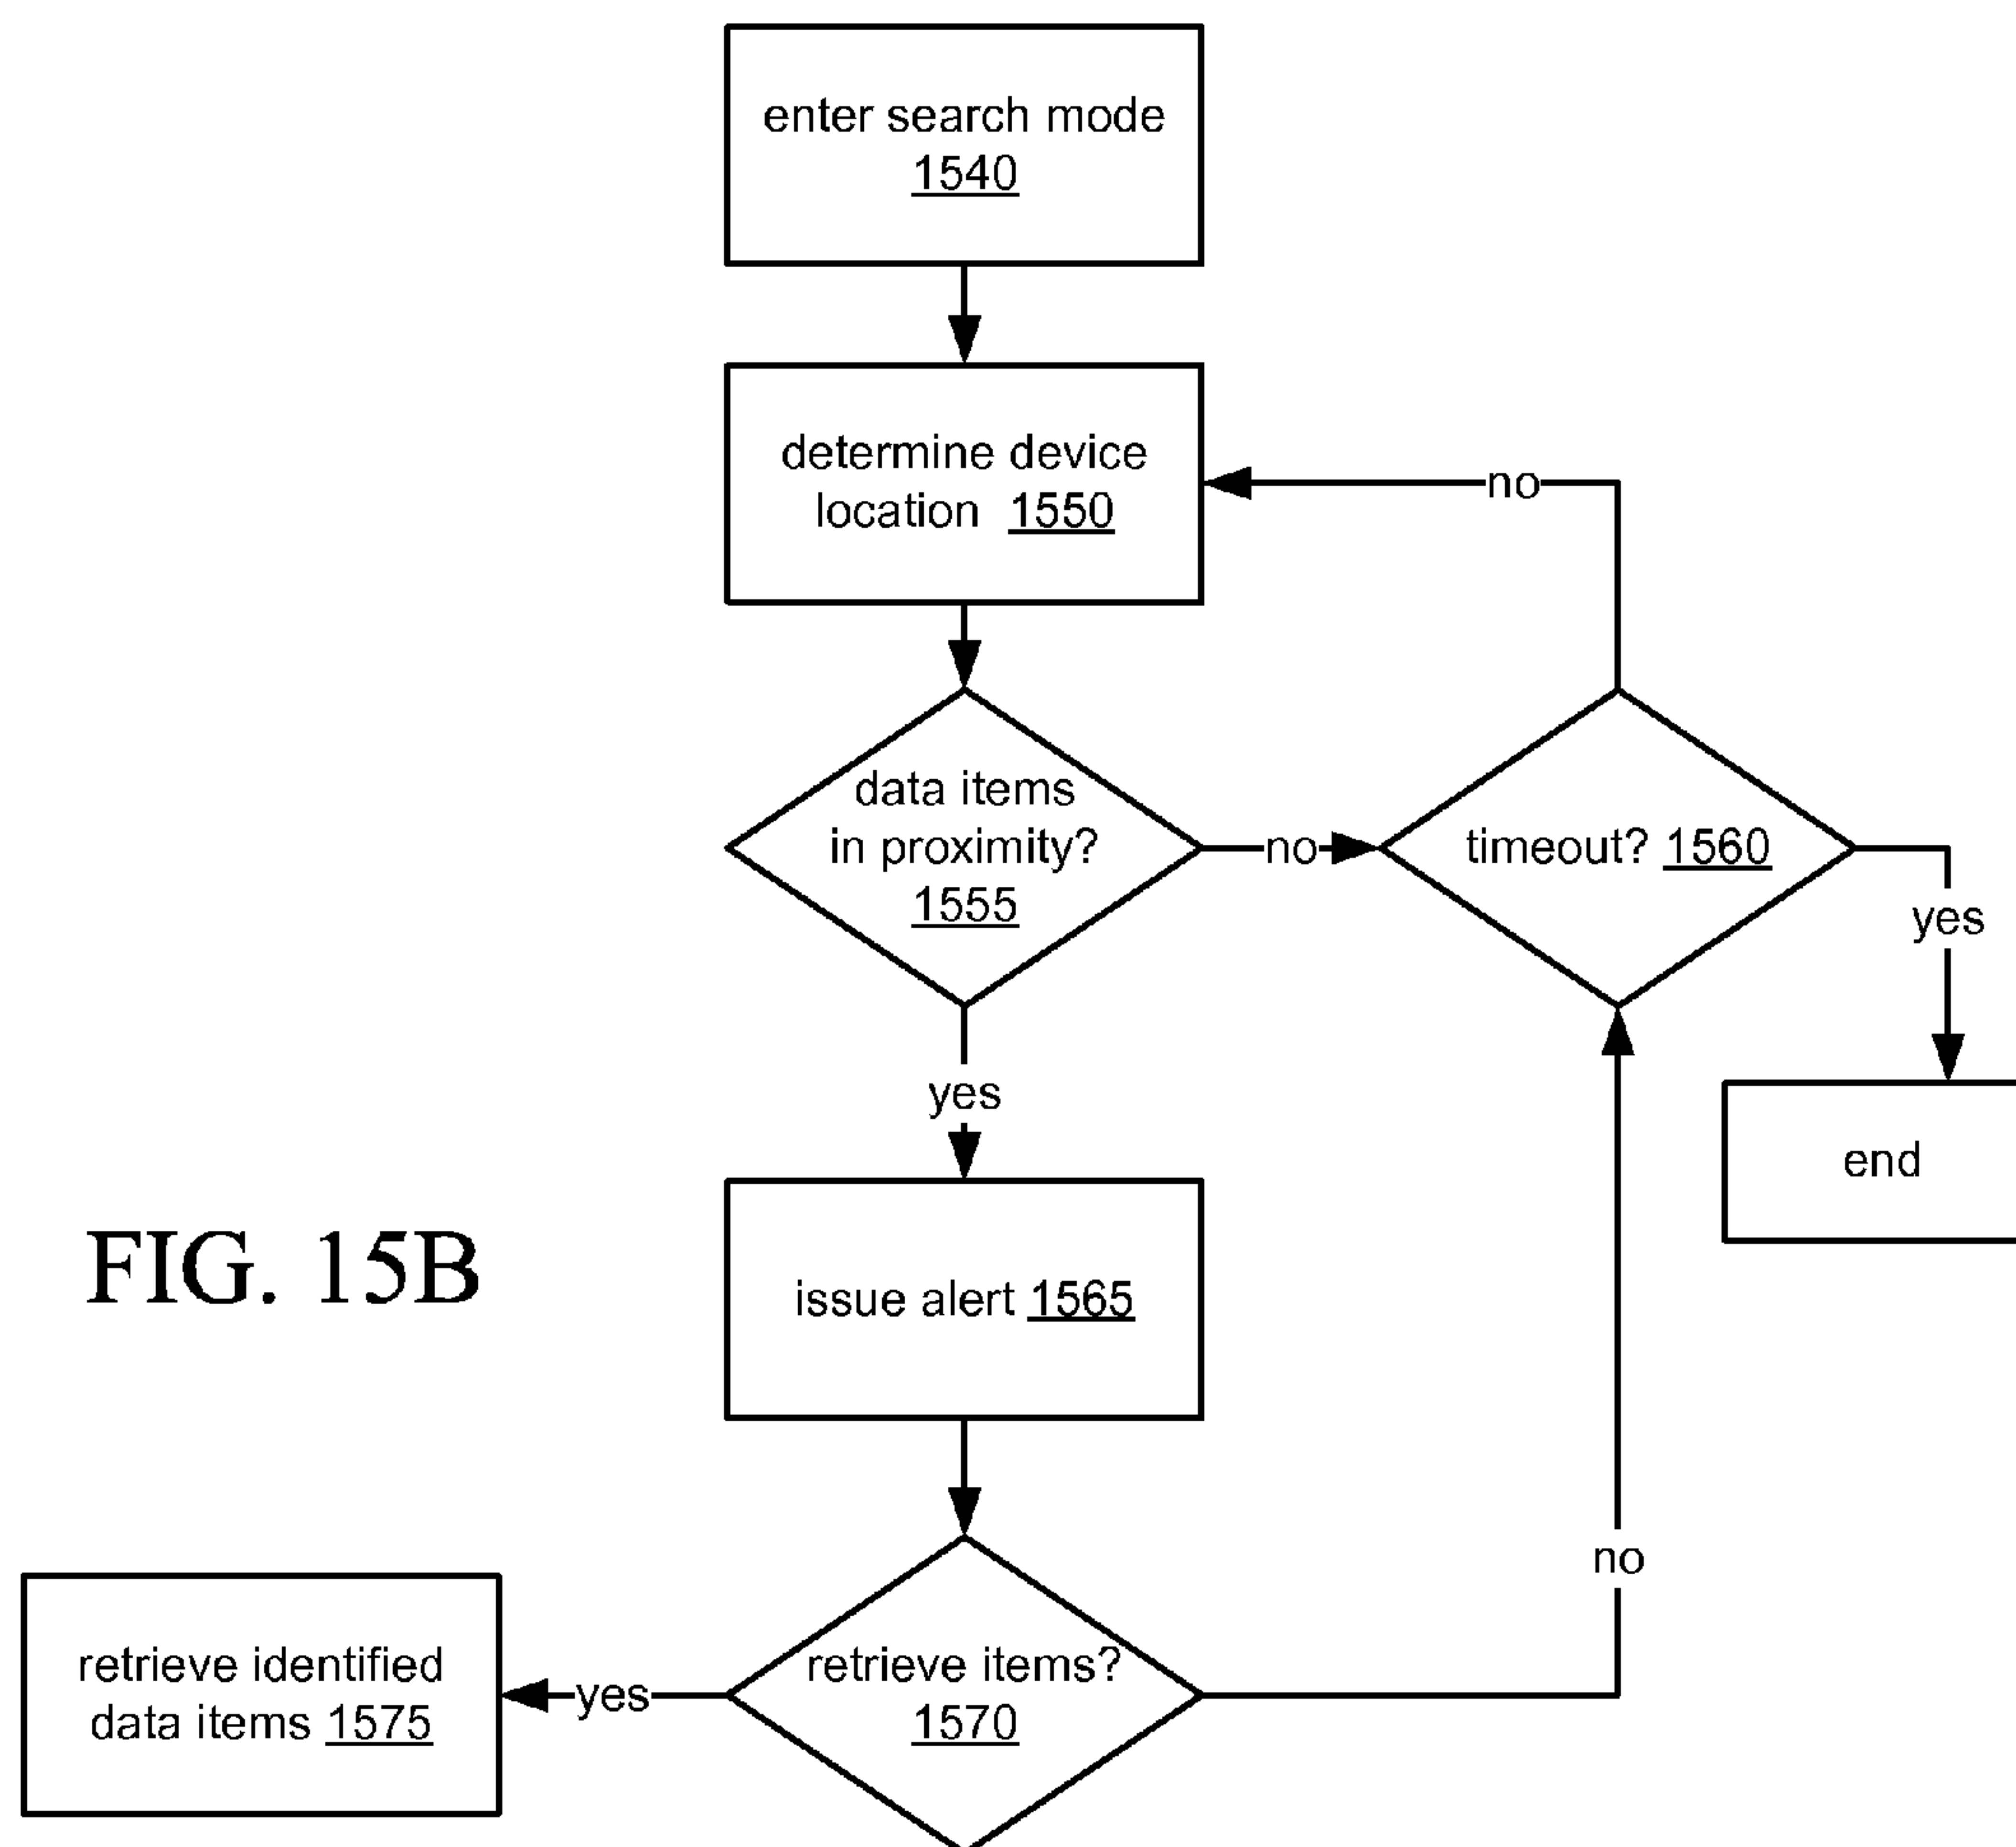 enter search mode
1540
determine device
location 1550
no
data items
in proximity?
1555
no
timeout? 1560
yes
yes
end
issue alert 1565
FIG. 15B
no
retrieve items?
1570
yes
retrieve identified
data items 1575